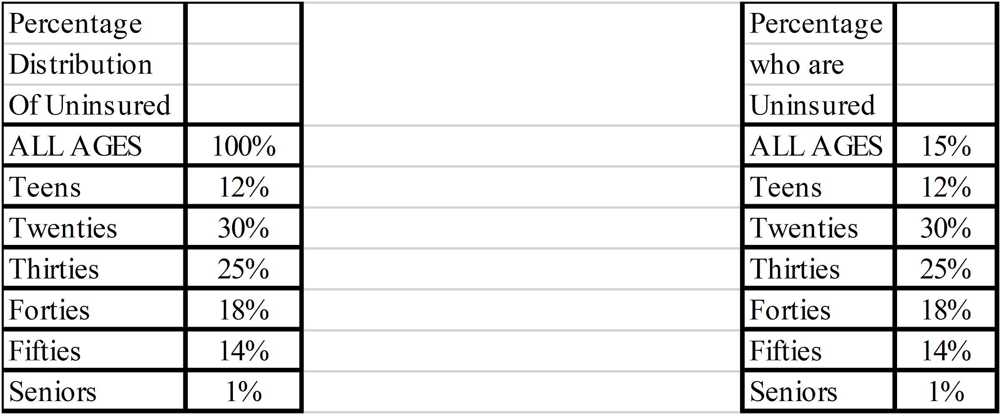 Percentage
Distribution
Of Uninsured
ALL AGES 100%
Teens 12%
Twenties 30%
Thirties 25%
Forties 18%
Fifties 14%
Seniors 1%
Percentage
who are
Uninsured
ALL AGES 15%
Teens 12%
Twenties 30%
Thirties 25%
Forties 18%
Fifties 14%
Seniors 1%